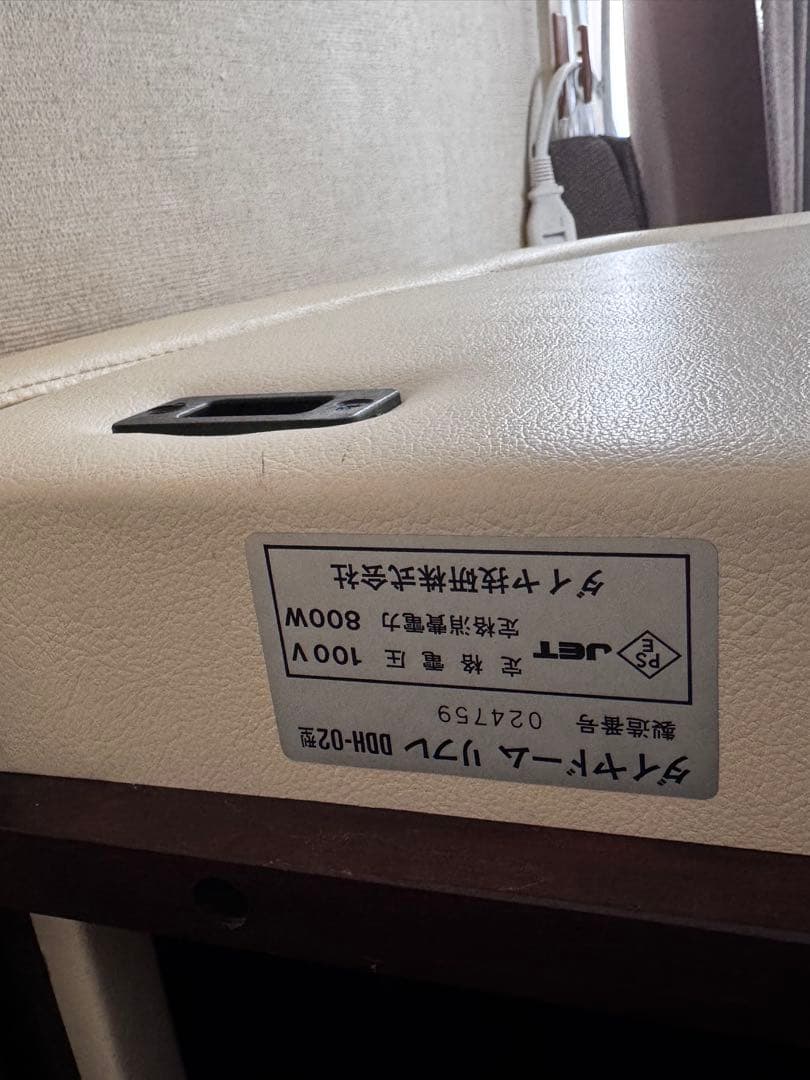 ダイヤドーム リフレ DDH-02型
製造番号 024759
PS
E
JET
定格電圧 100V
定格消費電力 800W
ダイヤ技研株式会社